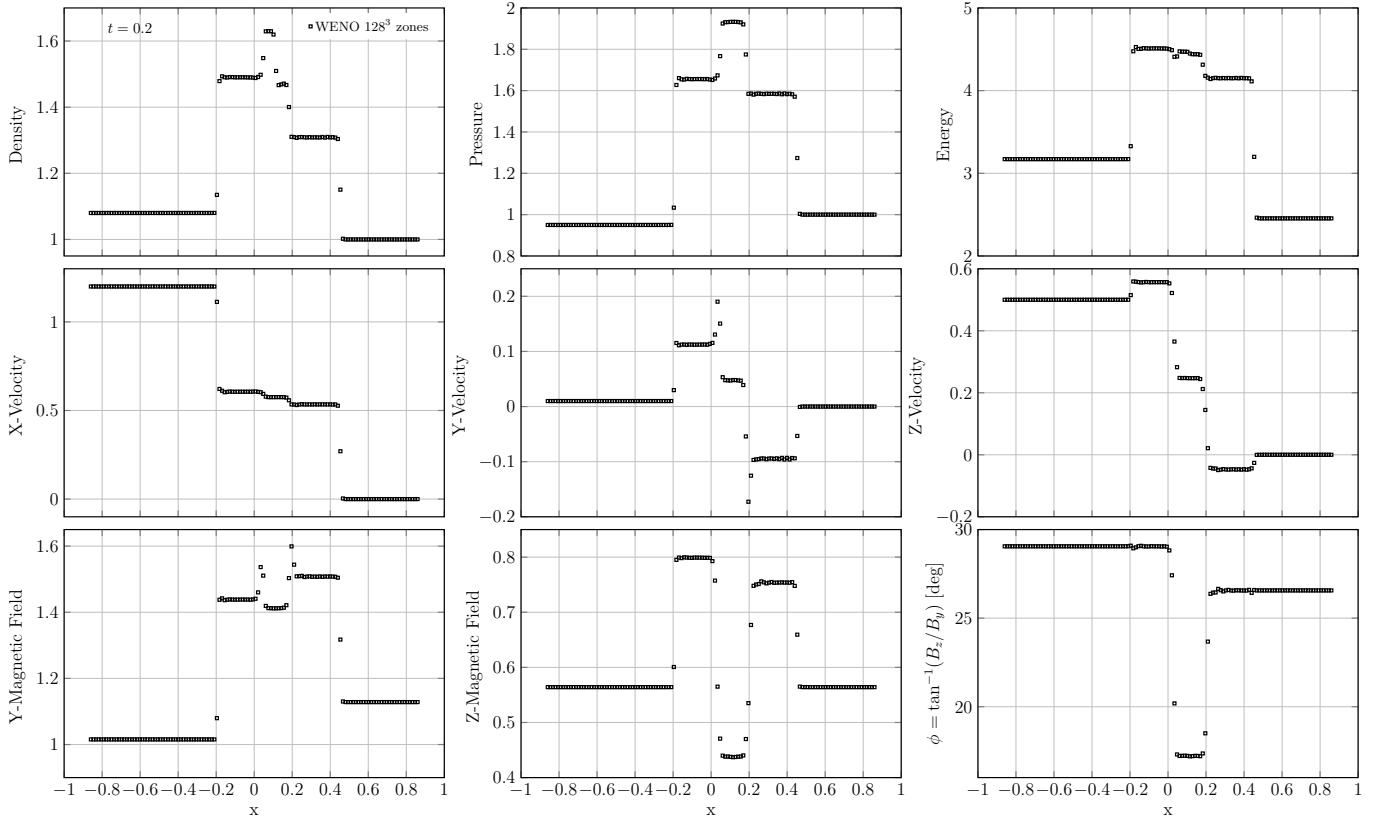 t = 0.2
WENO 128³ zones
Density
1
1.2
1.4
1.6
Pressure
0.8
1
1.2
1.4
1.6
1.8
2
Energy
2
3
4
5
X-Velocity
0
0.5
1
Y-Velocity
−0.2
−0.1
0
0.1
0.2
Z-Velocity
−0.2
0
0.2
0.4
0.6
Y-Magnetic Field
1
1.2
1.4
1.6
−1 −0.8 −0.6 −0.4 −0.2 0 0.2 0.4 0.6 0.8 1
x
Z-Magnetic Field
0.4
0.5
0.6
0.7
0.8
−1 −0.8 −0.6 −0.4 −0.2 0 0.2 0.4 0.6 0.8 1
x
ϕ = tan⁻¹(B_z/B_y) [deg]
20
25
30
−1 −0.8 −0.6 −0.4 −0.2 0 0.2 0.4 0.6 0.8 1
x